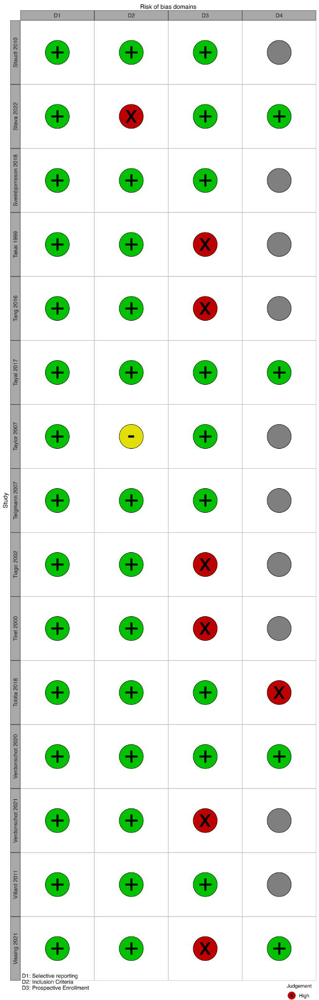 Risk of bias domains
D1 D2 D3 D4
Study
Staudt 2010
+ + +
Stava 2022
+ X + +
Sveinbjornsson 2018
+ + +
Takai 1999
+ + X
Tang 2016
+ + X
Tayal 2017
+ + + +
Taylor 2007
+ - +
Telgmann 2007
+ + +
Tiago 2002
+ + X
Tiret 2000
+ + X
Tobita 2018
+ + + X
Verdonschot 2020
+ + + +
Verdonschot 2021
+ + X
Villard 2011
+ + +
Vissing 2021
+ + X +
D1: Selective reporting
D2: Inclusion Criteria
D3: Prospective Enrollment
Judgement
X High